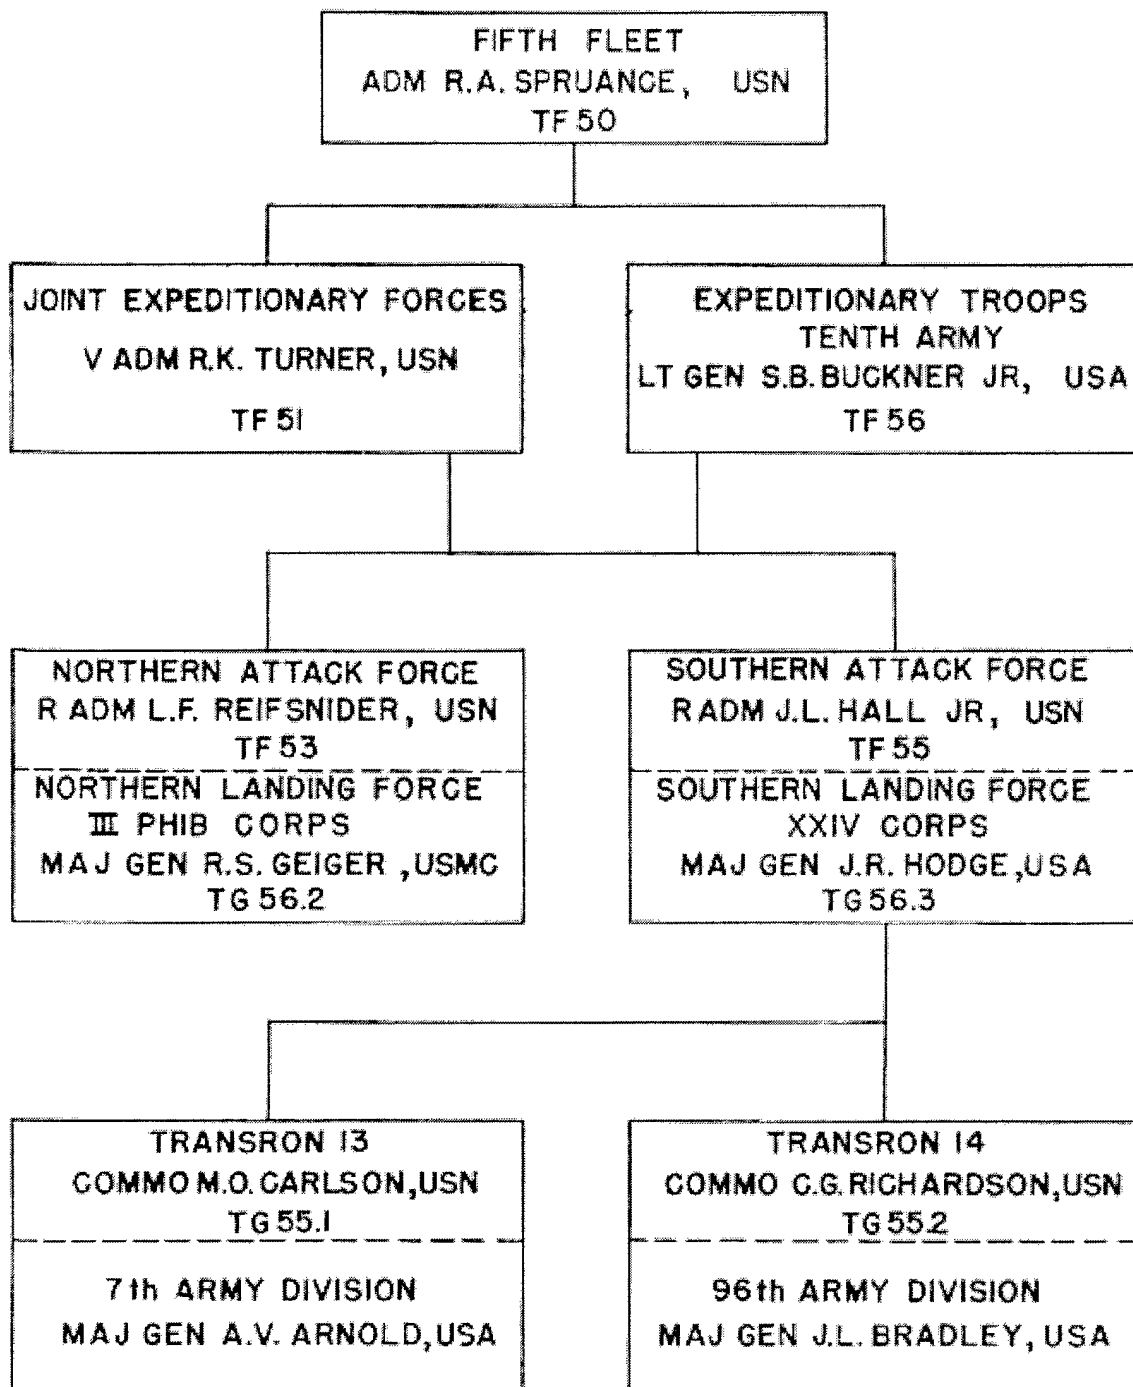 FIFTH FLEET
ADM R.A. SPRUANCE, USN
TF 50
JOINT EXPEDITIONARY FORCES
V ADM R.K. TURNER, USN
TF 51
EXPEDITIONARY TROOPS
TENTH ARMY
LT GEN S.B. BUCKNER JR, USA
TF 56
NORTHERN ATTACK FORCE
R ADM L.F. REIFSNIDER, USN
TF 53
NORTHERN LANDING FORCE
III PHIB CORPS
MAJ GEN R.S. GEIGER, USMC
TG 56.2
SOUTHERN ATTACK FORCE
R ADM J.L. HALL JR, USN
TF 55
SOUTHERN LANDING FORCE
XXIV CORPS
MAJ GEN J.R. HODGE, USA
TG 56.3
TRANSRON 13
COMMO M.O. CARLSON, USN
TG 55.1
7th ARMY DIVISION
MAJ GEN A.V. ARNOLD, USA
TRANSRON 14
COMMO C.G. RICHARDSON, USN
TG 55.2
96th ARMY DIVISION
MAJ GEN J.L. BRADLEY, USA